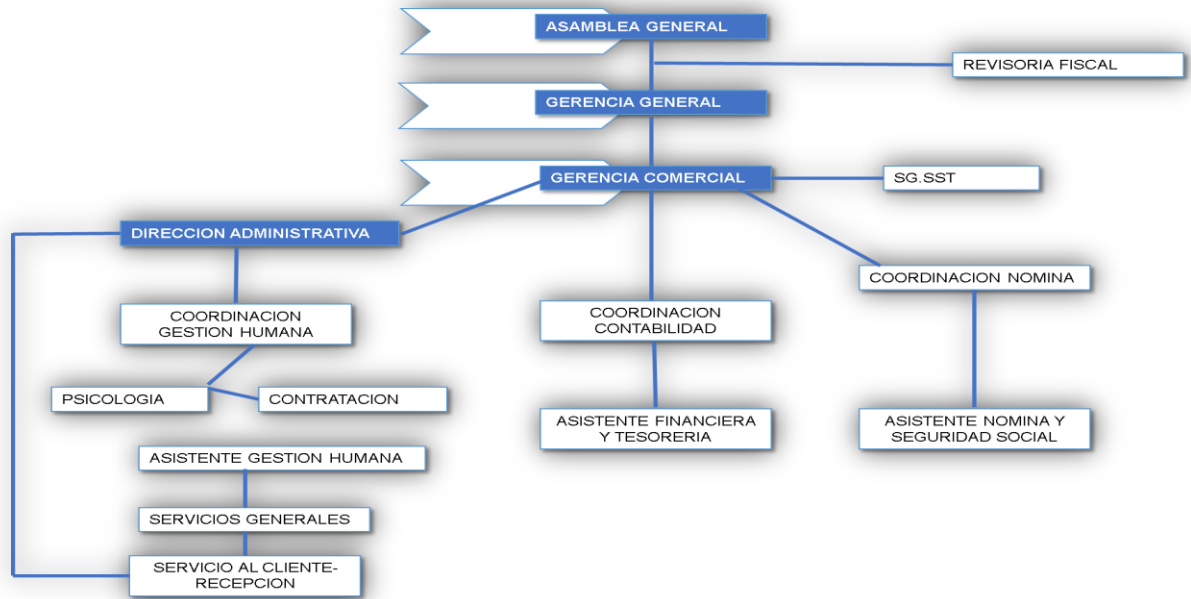 ASAMBLEA GENERAL
REVISORIA FISCAL
GERENCIA GENERAL
GERENCIA COMERCIAL
SG.SST
DIRECCION ADMINISTRATIVA
COORDINACION NOMINA
COORDINACION
GESTION HUMANA
COORDINACION
CONTABILIDAD
PSICOLOGIA
CONTRATACION
ASISTENTE FINANCIERA
Y TESORERIA
ASISTENTE NOMINA Y
SEGURIDAD SOCIAL
ASISTENTE GESTION HUMANA
SERVICIOS GENERALES
SERVICIO AL CLIENTE-
RECEPCION